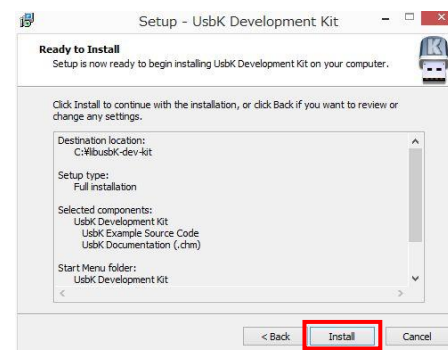 Setup - UsbK Development Kit
Ready to Install
Setup is now ready to begin installing UsbK Development Kit on your computer.
Click Install to continue with the installation, or click Back if you want to review or
change any settings.
Destination location:
C:¥libusbK-dev-kit
Setup type:
Full installation
Selected components:
UsbK Development Kit
UsbK Example Source Code
UsbK Documentation (.chm)
Start Menu folder:
UsbK Development Kit
< Back Install Cancel